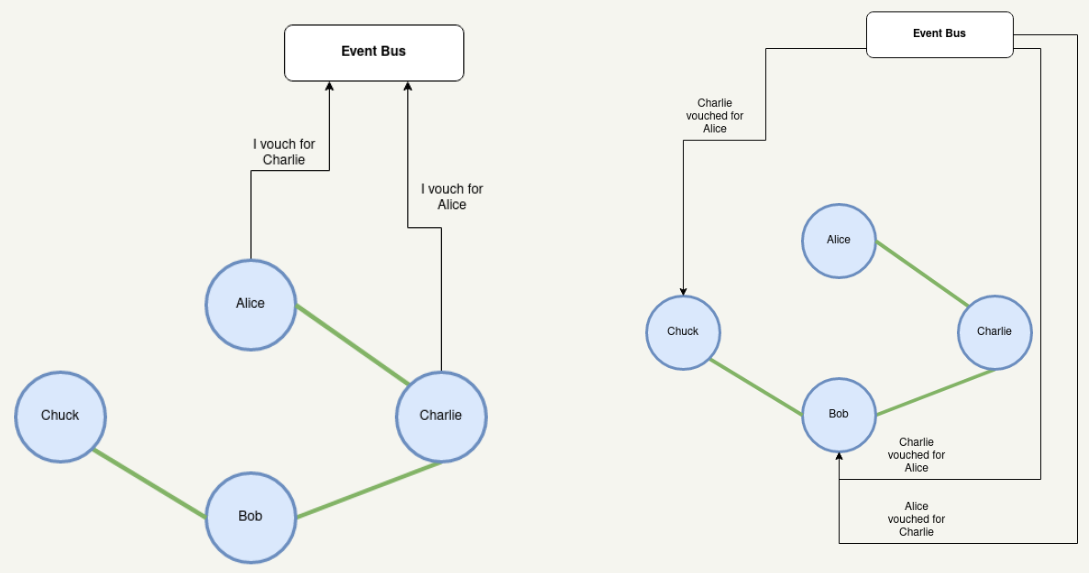 Event Bus
I vouch for
Charlie
I vouch for
Alice
Alice
Chuck
Charlie
Bob
Event Bus
Charlie
vouched for
Alice
Alice
Chuck
Charlie
Bob
Charlie
vouched for
Alice
Alice
vouched for
Charlie